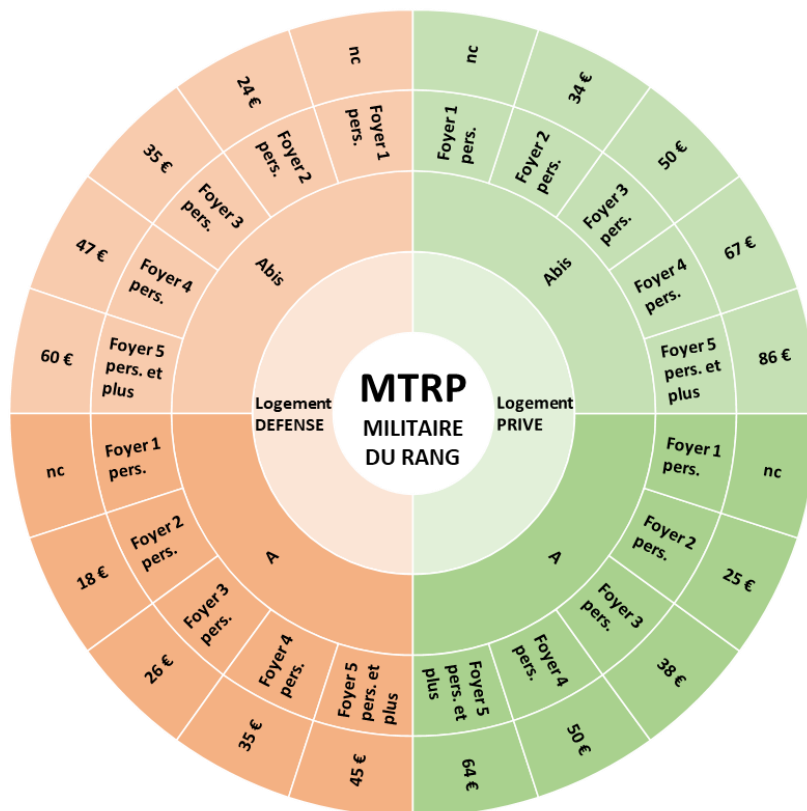 MTRP
MILITAIRE
DU RANG
Logement
PRIVE
Abis
Foyer 1
pers.
nc
Foyer 2
pers.
34 €
Foyer 3
pers.
50 €
Foyer 4
pers.
67 €
Foyer 5
pers. et
plus
86 €
A
Foyer 1
pers.
nc
Foyer 2
pers.
25 €
Foyer 3
pers.
38 €
Foyer 4
pers.
50 €
Foyer 5
pers. et
plus
64 €
Logement
DEFENSE
A
Foyer 5
pers. et
plus
45 €
Foyer 4
pers.
35 €
Foyer 3
pers.
26 €
Foyer 2
pers.
18 €
Foyer 1
pers.
nc
Abis
Foyer 5
pers. et
plus
60 €
Foyer 4
pers.
47 €
Foyer 3
pers.
35 €
Foyer 2
pers.
24 €
Foyer 1
pers.
nc